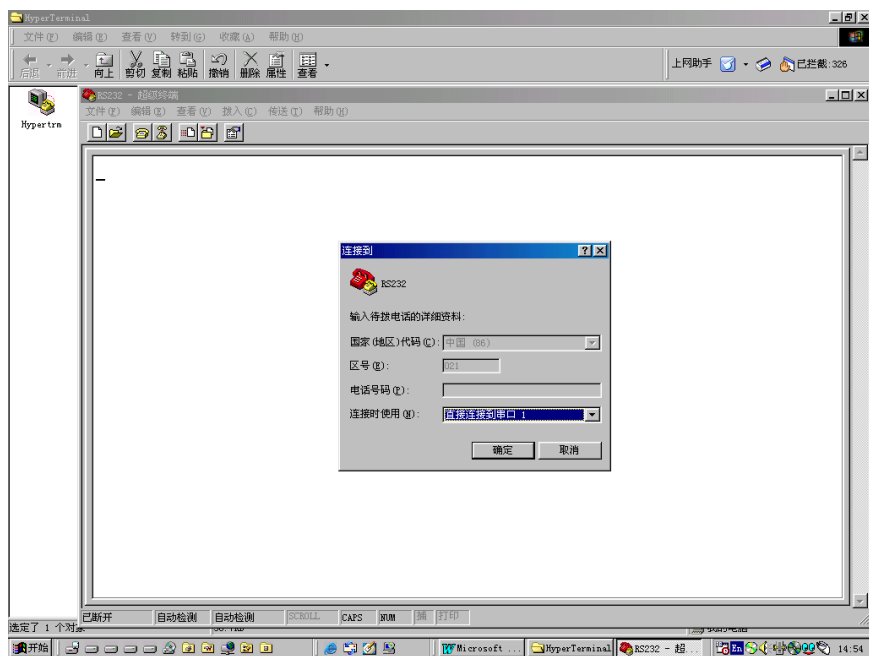 HyperTerminal
文件(F) 编辑(E) 查看(V) 转到(G) 收藏(A) 帮助(H)
后退 前进 向上 剪切 复制 粘贴 撤销 删除 属性 查看
上网助手 已拦截:326
Hypertrm
RS232 - 超级终端
文件(F) 编辑(E) 查看(V) 拨入(C) 传送(T) 帮助(H)
连接到
RS232
输入待拨电话的详细资料:
国家(地区)代码(C): 中国 (86)
区号(E): 021
电话号码(P):
连接时使用(N): 直接连接到串口 1
确定 取消
已断开 自动检测 自动检测 SCROLL CAPS NUM 捕 打印
选定了 1 个对象
我的电脑
开始 Microsoft ... HyperTerminal RS232 - 超... En 14:54